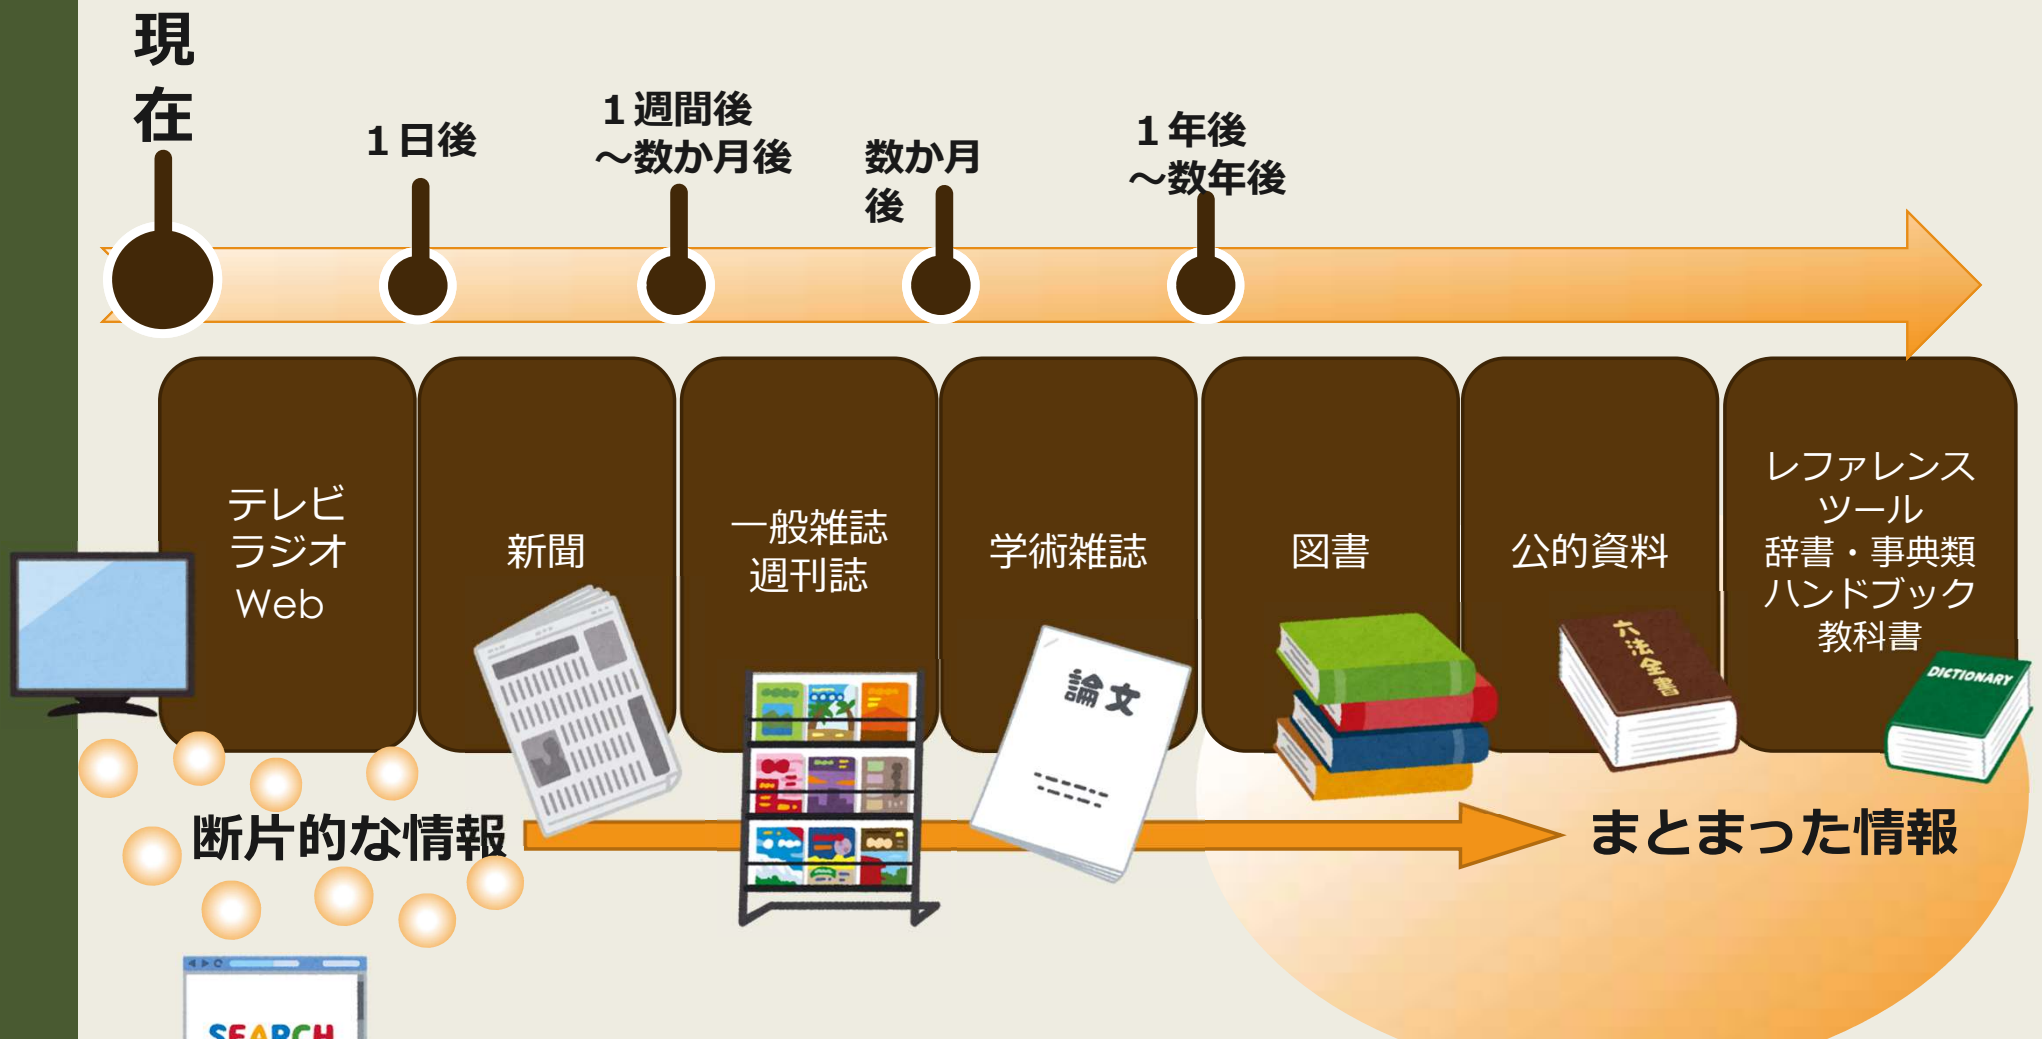 現
在
１日後
１週間後
～数か月後
数か月
後
１年後
～数年後
テレビ
ラジオ
Web
新聞
一般雑誌
週刊誌
学術雑誌
図書
公的資料
レファレンス
ツール
辞書・事典類
ハンドブック
教科書
論文
六法全書
DICTIONARY
断片的な情報
まとまった情報
SEARCH